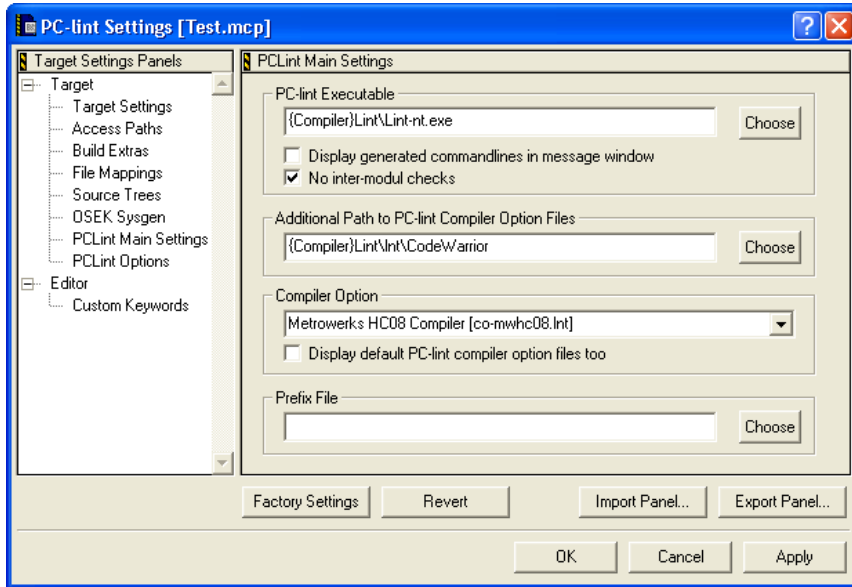 PC-lint Settings [Test.mcp]
Target Settings Panels
Target
Target Settings
Access Paths
Build Extras
File Mappings
Source Trees
OSEK Sysgen
PCLint Main Settings
PCLint Options
Editor
Custom Keywords
PCLint Main Settings
PC-lint Executable
{Compiler}Lint\Lint-nt.exe
Choose
Display generated commandlines in message window
No inter-modul checks
Additional Path to PC-lint Compiler Option Files
{Compiler}Lint\lnt\CodeWarrior
Choose
Compiler Option
Metrowerks HC08 Compiler [co-mwhc08.lnt]
Display default PC-lint compiler option files too
Prefix File
Choose
Factory Settings
Revert
Import Panel...
Export Panel...
OK
Cancel
Apply